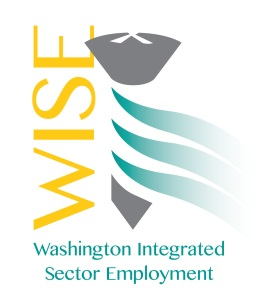 WISE
Washington Integrated
Sector Employment